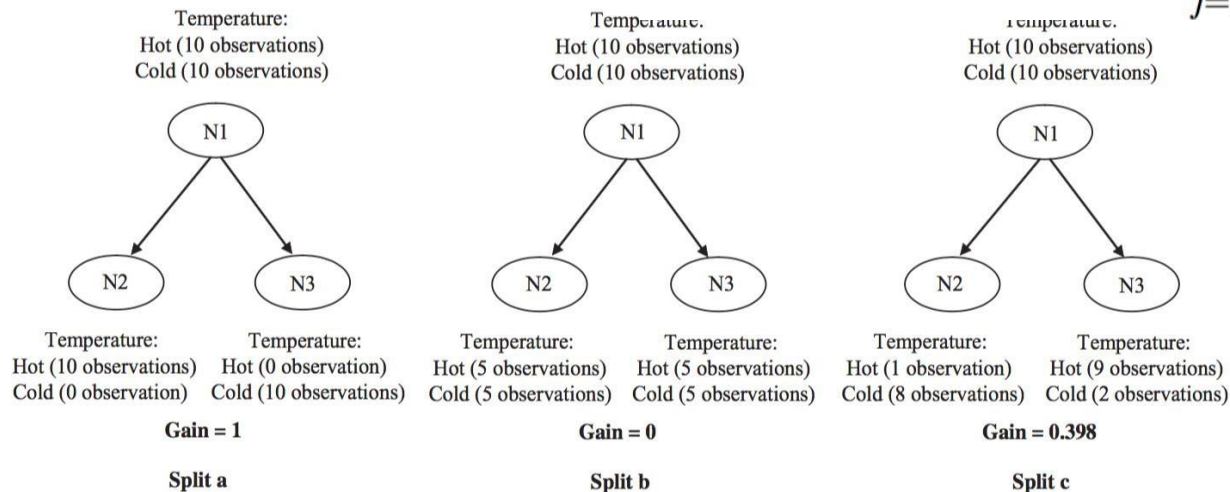 Temperature:
Hot (10 observations)
Cold (10 observations)
N1
N2
N3
Temperature:
Hot (10 observations)
Cold (0 observation)
Temperature:
Hot (0 observation)
Cold (10 observations)
Gain = 1
Split a
Temperature:
Hot (10 observations)
Cold (10 observations)
N1
N2
N3
Temperature:
Hot (5 observations)
Cold (5 observations)
Temperature:
Hot (5 observations)
Cold (5 observations)
Gain = 0
Split b
Temperature:
Hot (10 observations)
Cold (10 observations)
N1
N2
N3
Temperature:
Hot (1 observation)
Cold (8 observations)
Temperature:
Hot (9 observations)
Cold (2 observations)
Gain = 0.398
Split c